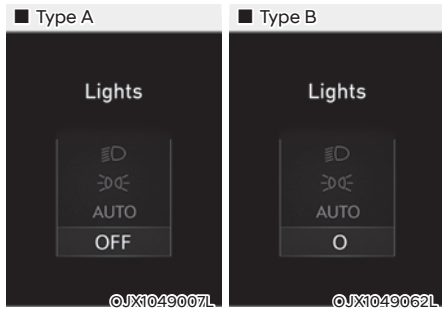 ■ Type A
Lights
AUTO
OFF
OJX1049007L
■ Type B
Lights
AUTO
O
OJX1049062L